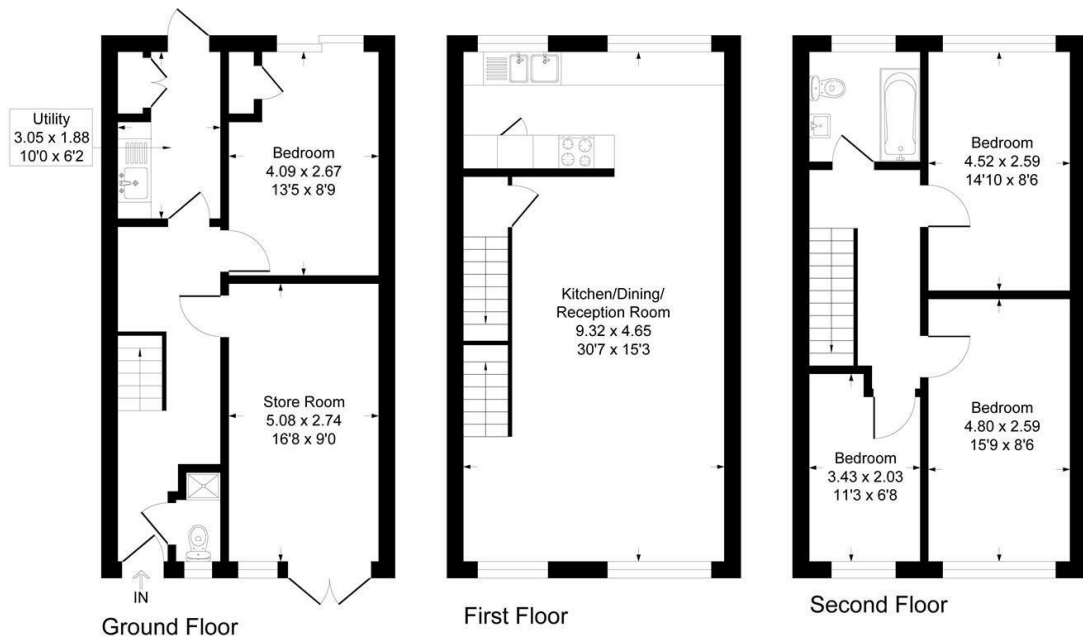 Utility
3.05 x 1.88
10'0 x 6'2
Bedroom
4.09 x 2.67
13'5 x 8'9
Store Room
5.08 x 2.74
16'8 x 9'0
IN
Ground Floor
Kitchen/Dining/
Reception Room
9.32 x 4.65
30'7 x 15'3
First Floor
Bedroom
4.52 x 2.59
14'10 x 8'6
Bedroom
4.80 x 2.59
15'9 x 8'6
Bedroom
3.43 x 2.03
11'3 x 6'8
Second Floor